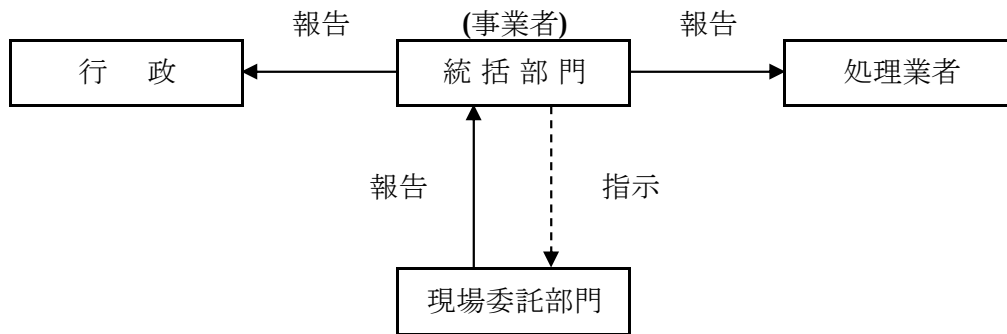 報告
(事業者)
報告
行 政
統括部門
処理業者
報告
指示
現場委託部門